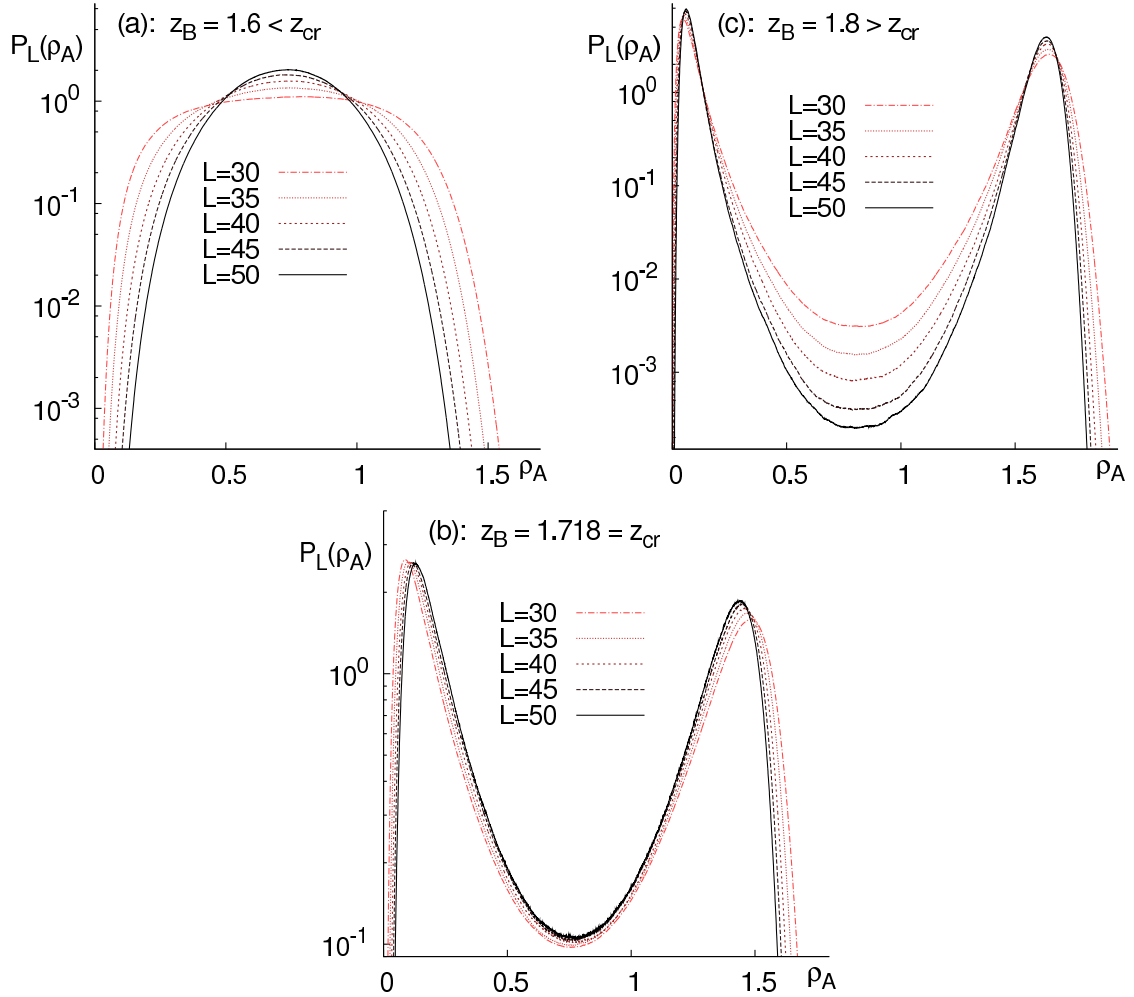 (a): z_B = 1.6 < z_cr
P_L(ρ_A)
10^0
10^-1
10^-2
10^-3
L=30
L=35
L=40
L=45
L=50
0 0.5 1 1.5 ρ_A
(c): z_B = 1.8 > z_cr
P_L(ρ_A)
10^0
10^-1
10^-2
10^-3
L=30
L=35
L=40
L=45
L=50
0 0.5 1 1.5 ρ_A
(b): z_B = 1.718 = z_cr
P_L(ρ_A)
10^0
10^-1
L=30
L=35
L=40
L=45
L=50
0 0.5 1 1.5 ρ_A